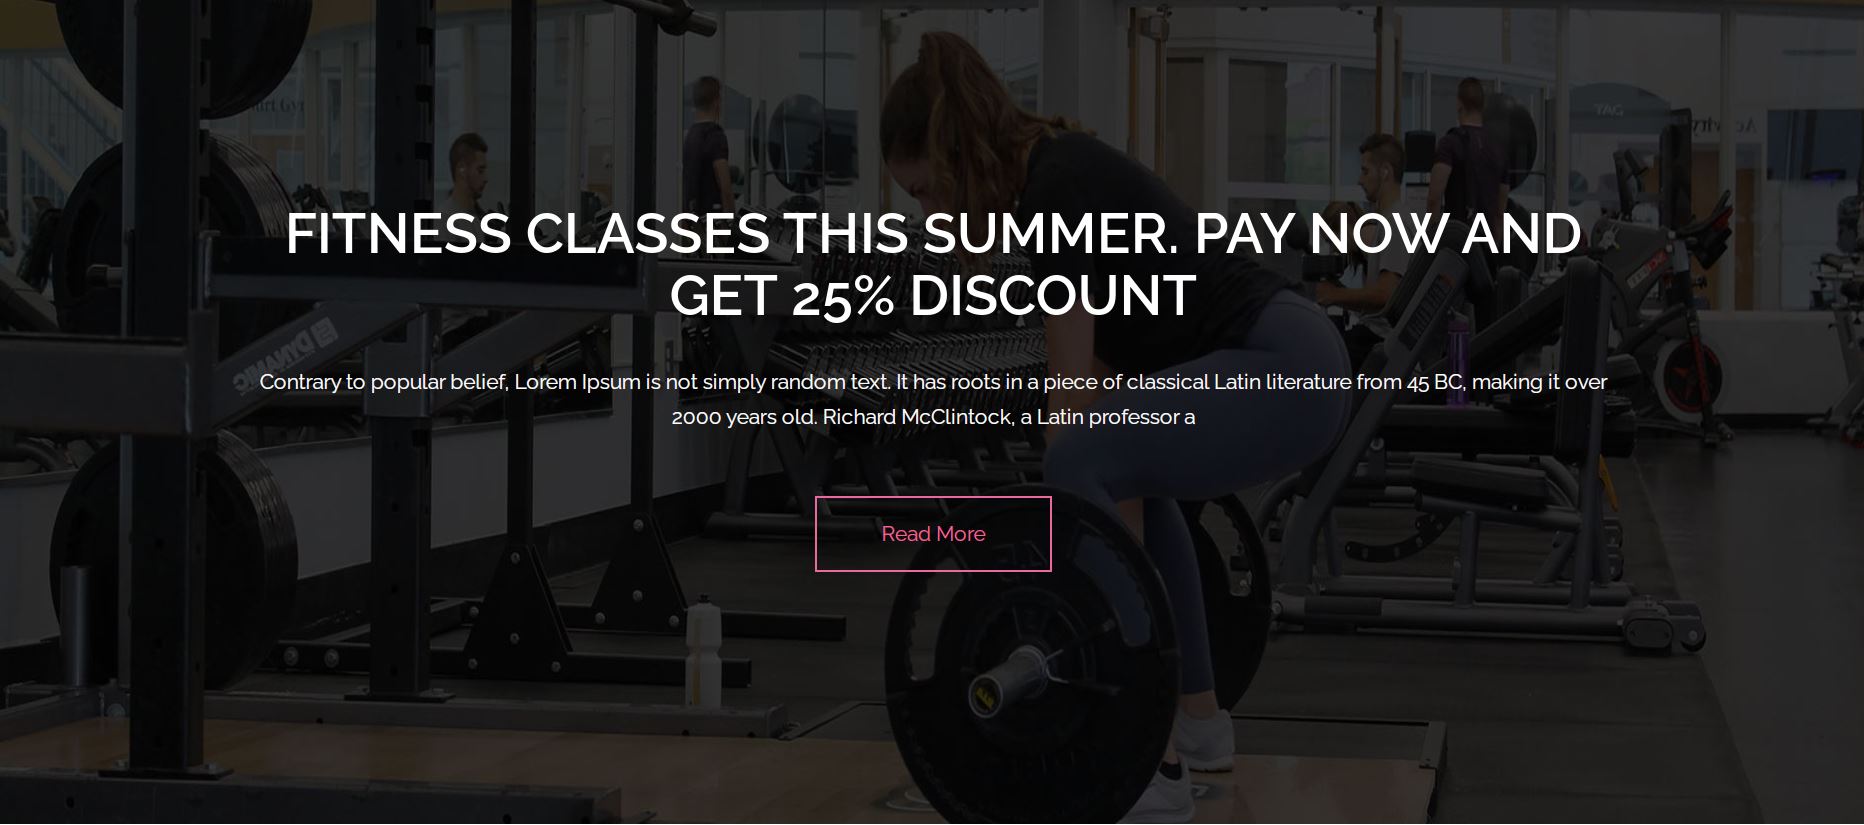 FITNESS CLASSES THIS SUMMER. PAY NOW AND
GET 25% DISCOUNT
Contrary to popular belief, Lorem Ipsum is not simply random text. It has roots in a piece of classical Latin literature from 45 BC, making it over
2000 years old. Richard McClintock, a Latin professor a
Read More
DYNAMIC
TAG